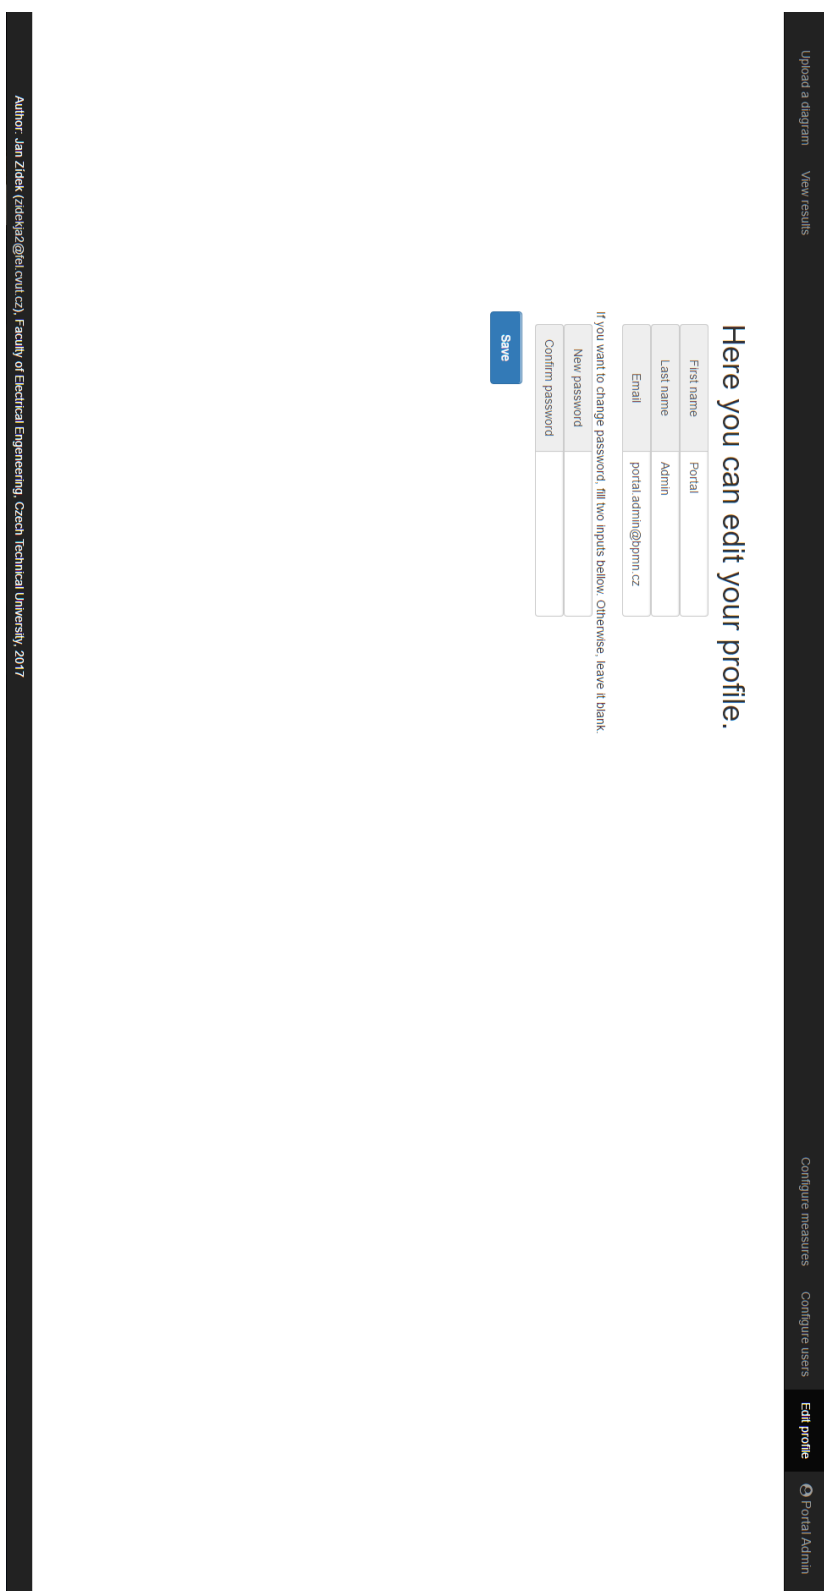 Upload a diagram View results Configure measures Configure users Edit profile Portal Admin
Here you can edit your profile.
First name Portal
Last name Admin
Email portal.admin@bpmn.cz
If you want to change password, fill two inputs bellow. Otherwise, leave it blank.
New password
Confirm password
Save
Author: Jan Zidek (zidekja2@fel.cvut.cz), Faculty of Electrical Engeneering, Czech Technical University, 2017